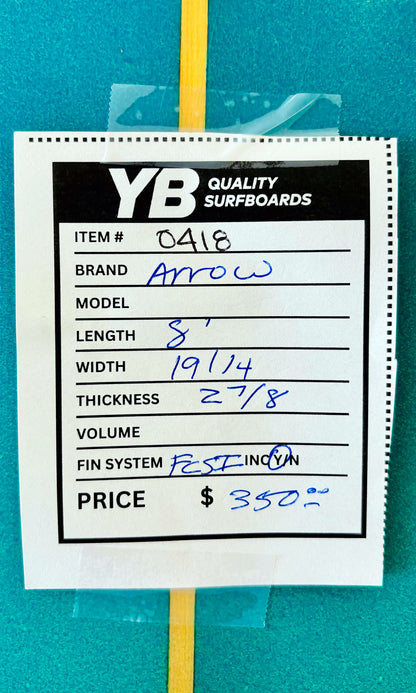 YB QUALITY
SURFBOARDS
ITEM # 0418
BRAND Arrow
MODEL
LENGTH 8'
WIDTH 19 1/4
THICKNESS 2 7/8
VOLUME
FIN SYSTEM FCSI INC Y/N
PRICE $ 350.00